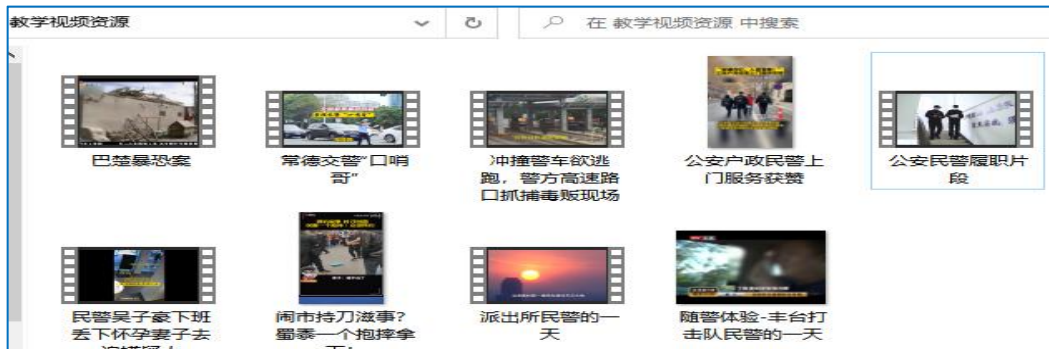 教学视频资源
在 教学视频资源 中搜索
巴楚暴恐案
常德交警“口哨
哥”
冲撞警车欲逃
跑，警方高速路
口抓捕毒贩现场
公安户政民警上
门服务获赞
公安民警履职片
段
民警吴子豪下班
丢下怀孕妻子去
闹市持刀滋事？
蜀黍一个抱摔拿
派出所民警的一
天
随警体验-丰台打
击队民警的一天